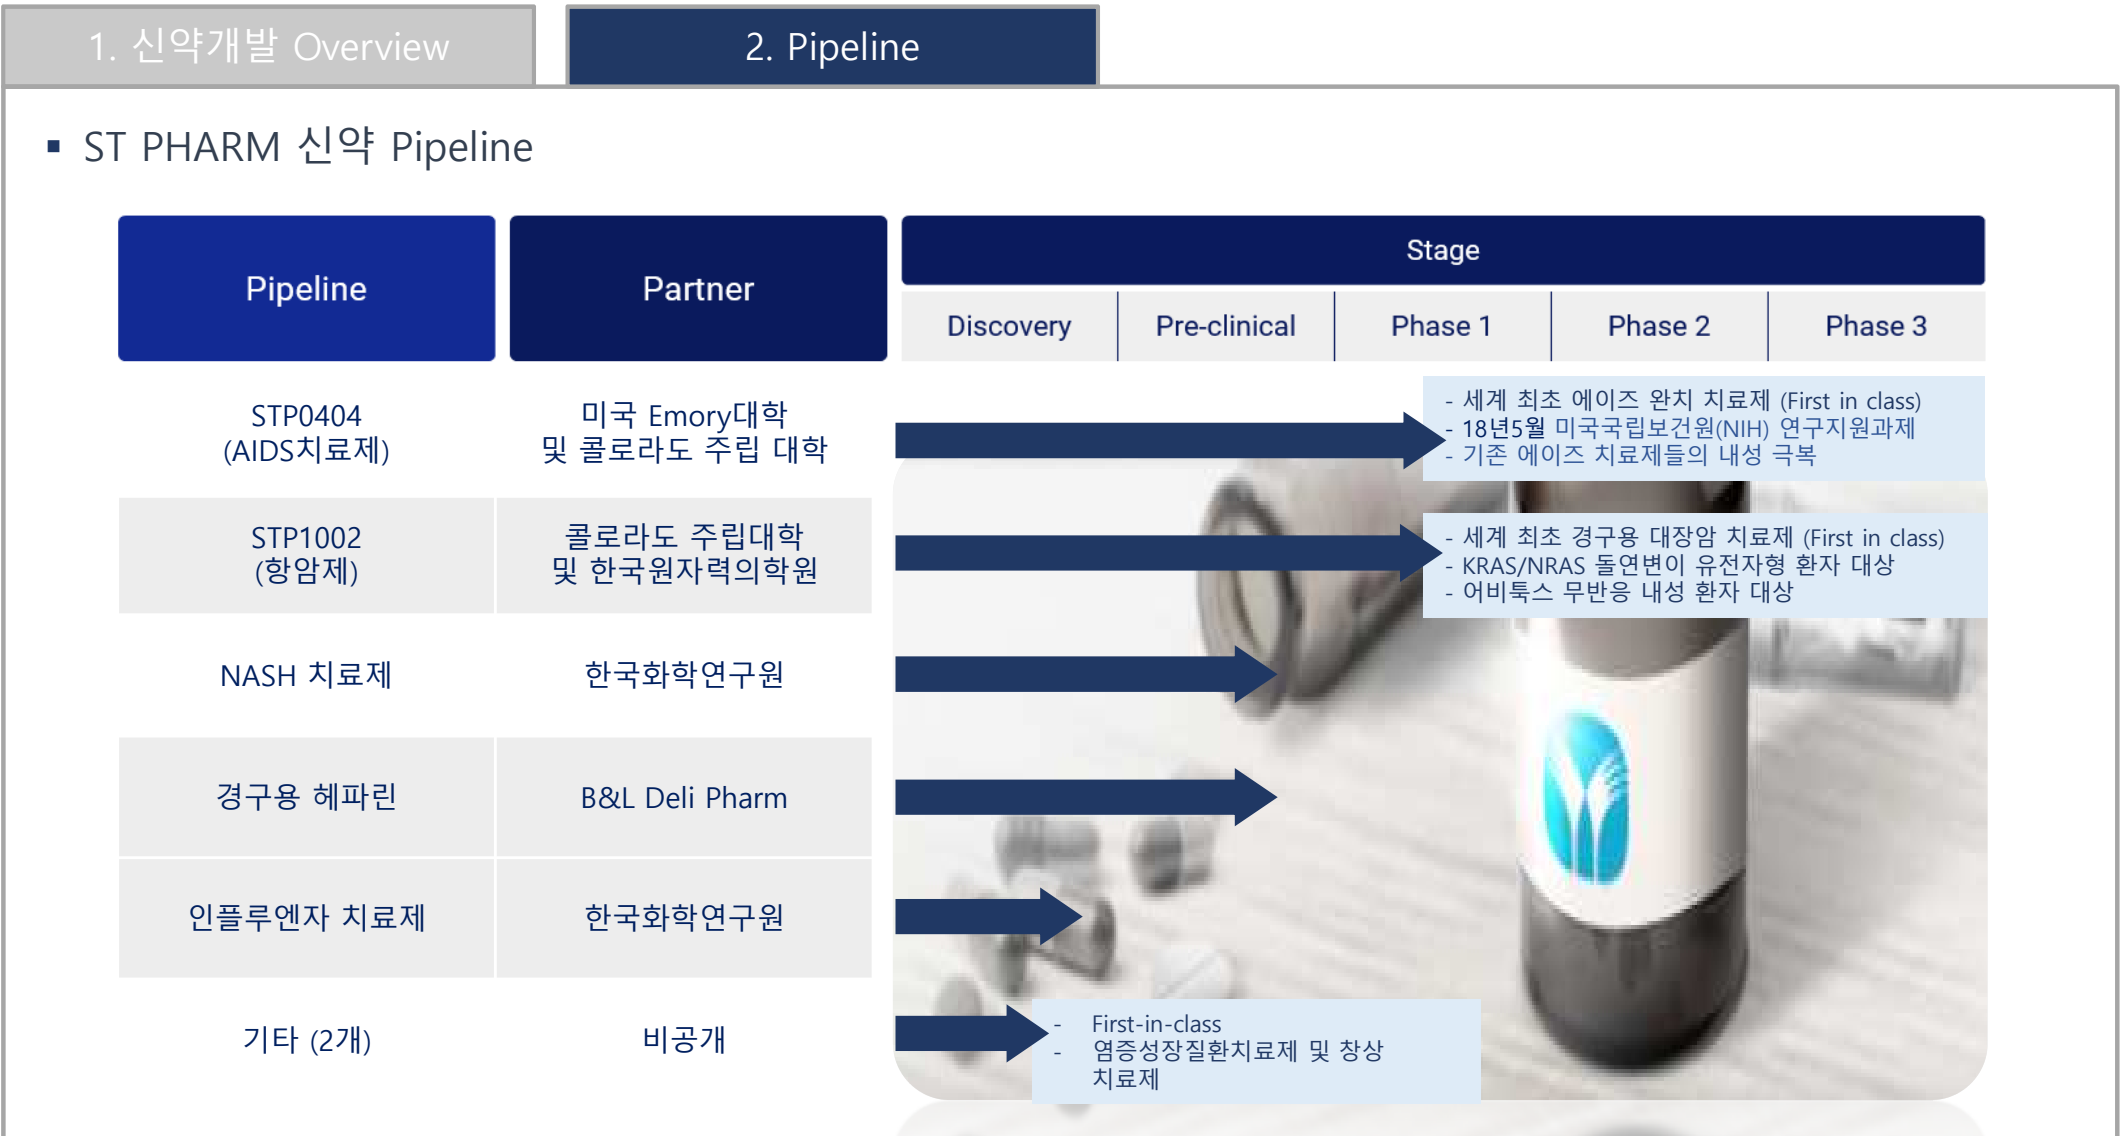 1. 신약개발 Overview
2. Pipeline
▪ ST PHARM 신약 Pipeline
Pipeline
Partner
Stage
Discovery
Pre-clinical
Phase 1
Phase 2
Phase 3
STP0404
(AIDS치료제)
미국 Emory대학
및 콜로라도 주립 대학
- 세계 최초 에이즈 완치 치료제 (First in class)
- 18년5월 미국국립보건원(NIH) 연구지원과제
- 기존 에이즈 치료제들의 내성 극복
STP1002
(항암제)
콜로라도 주립대학
및 한국원자력의학원
- 세계 최초 경구용 대장암 치료제 (First in class)
- KRAS/NRAS 돌연변이 유전자형 환자 대상
- 어비툭스 무반응 내성 환자 대상
NASH 치료제
한국화학연구원
경구용 헤파린
B&L Deli Pharm
인플루엔자 치료제
한국화학연구원
기타 (2개)
비공개
- First-in-class
- 염증성장질환치료제 및 창상
치료제